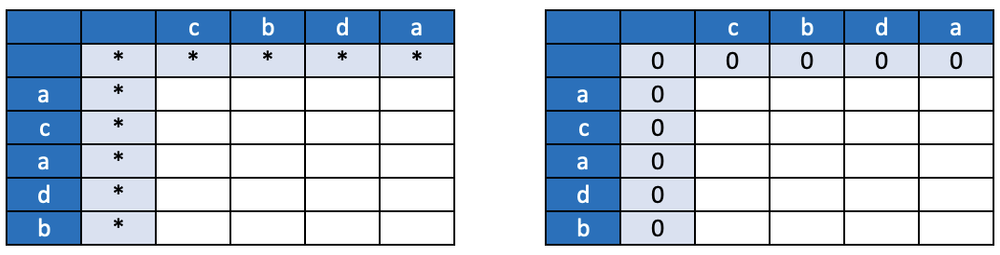 c b d a
* * * * *
a *
c *
a *
d *
b *
c b d a
0 0 0 0 0
a 0
c 0
a 0
d 0
b 0